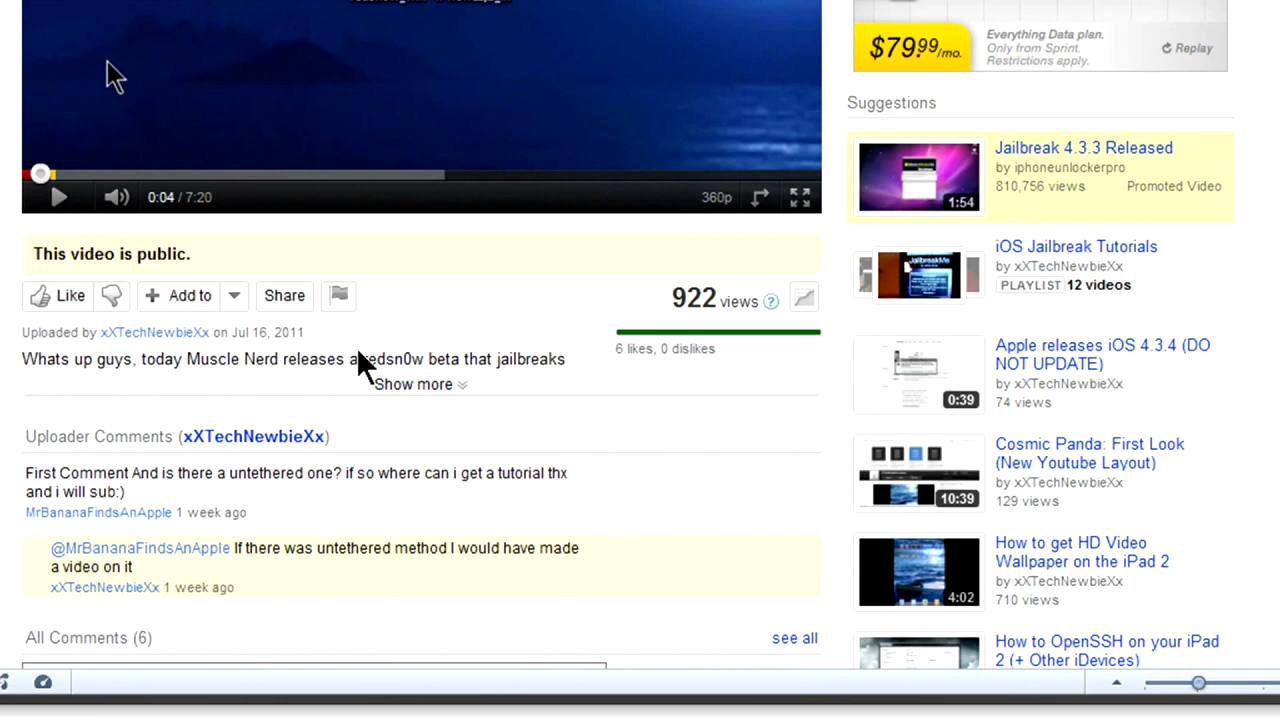 $79.99/mo.
Everything Data plan.
Only from Sprint.
Restrictions apply.
Replay
0:04 / 7:20
360p
This video is public.
Like
Add to
Share
922 views ?
Uploaded by xXTechNewbieXx on Jul 16, 2011
6 likes, 0 dislikes
Whats up guys, today Muscle Nerd releases a redsn0w beta that jailbreaks
Show more
Uploader Comments (xXTechNewbieXx)
First Comment And is there a untethered one? if so where can i get a tutorial thx
and i will sub:)
MrBananaFindsAnApple 1 week ago
@MrBananaFindsAnApple If there was untethered method I would have made
a video on it
xXTechNewbieXx 1 week ago
All Comments (6)
see all
Suggestions
1:54
Jailbreak 4.3.3 Released
by iphoneunlockerpro
810,756 views
Promoted Video
iOS Jailbreak Tutorials
by xXTechNewbieXx
PLAYLIST 12 videos
0:39
Apple releases iOS 4.3.4 (DO
NOT UPDATE)
by xXTechNewbieXx
74 views
10:39
Cosmic Panda: First Look
(New Youtube Layout)
by xXTechNewbieXx
129 views
4:02
How to get HD Video
Wallpaper on the iPad 2
by xXTechNewbieXx
710 views
How to OpenSSH on your iPad
2 (+ Other iDevices)